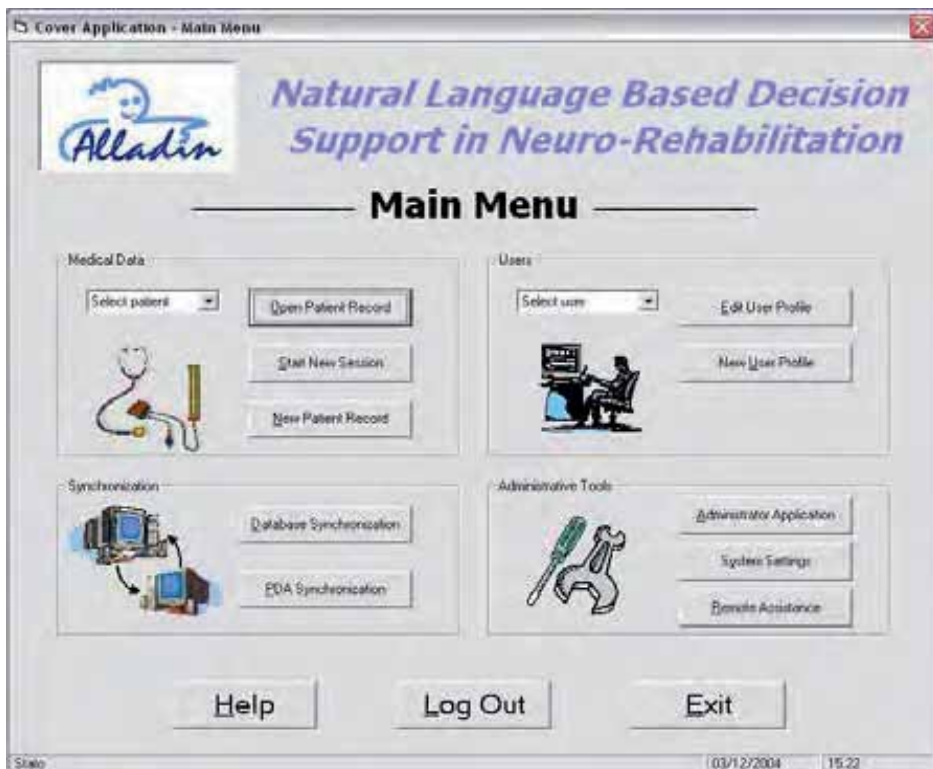 Cover Application - Main Menu
Alladin
Natural Language Based Decision
Support in Neuro-Rehabilitation
Main Menu
Medical Data
Select patient
Open Patient Record
Start New Session
New Patient Record
Users
Select user
Edit User Profile
New User Profile
Synchronization
Database Synchronization
PDA Synchronization
Administrative Tools
Administrator Application
System Settings
Remote Assistance
Help
Log Out
Exit
Stato
03/12/2004
15.22